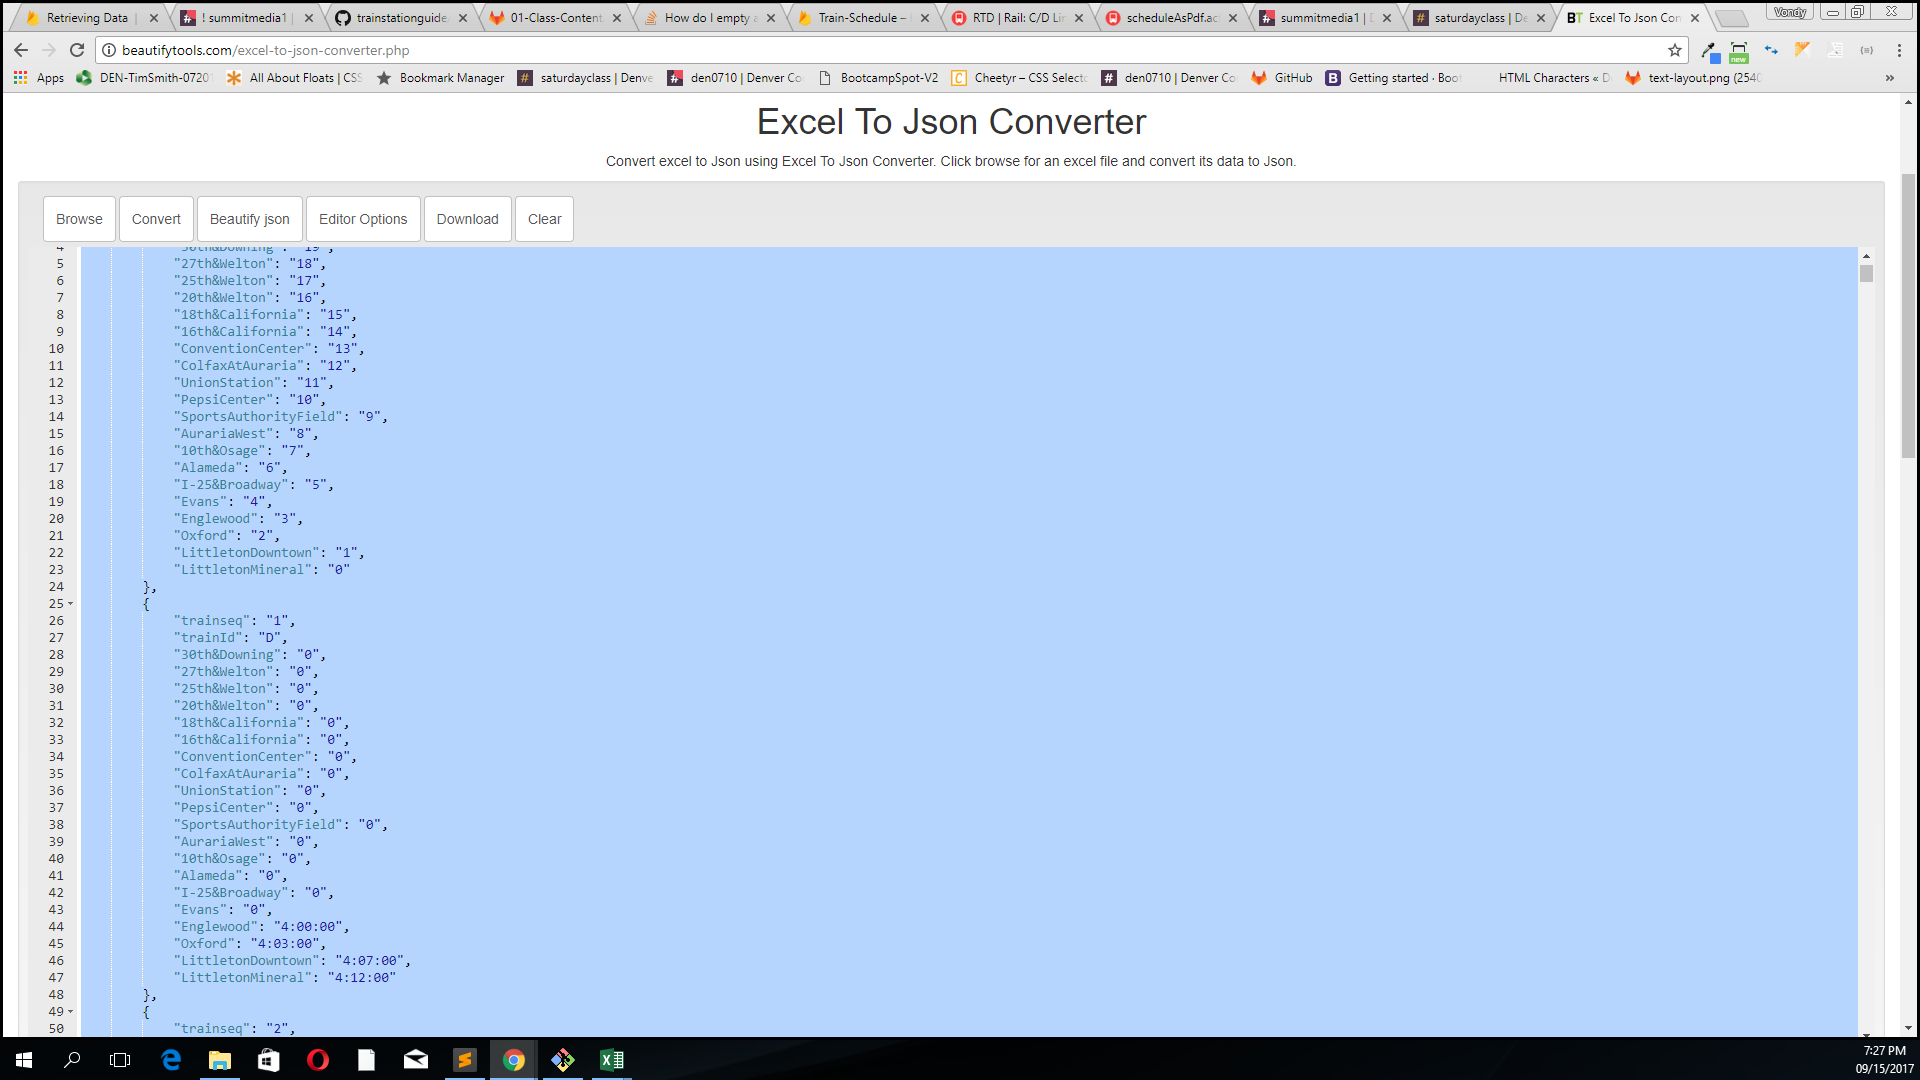 Retrieving Data
! summitmedia1
trainstationguide
01-Class-Content
How do I empty a
Train-Schedule –
RTD | Rail: C/D Li
scheduleAsPdf.ac
summitmedia1 | D
saturdayclass | De
Excel To Json Con
Vondy
beautifytools.com/excel-to-json-converter.php
Apps
DEN-TimSmith-0720
All About Floats | CSS
Bookmark Manager
saturdayclass | Denve
den0710 | Denver Co
BootcampSpot-V2
Cheetyr – CSS Select
den0710 | Denver Co
GitHub
Getting started · Boo
HTML Characters « D
text-layout.png (2540
»
new
Excel To Json Converter
Convert excel to Json using Excel To Json Converter. Click browse for an excel file and convert its data to Json.
Browse Convert Beautify json Editor Options Download Clear
4 "30th&Downing": "19",
5 "27th&Welton": "18",
6 "25th&Welton": "17",
7 "20th&Welton": "16",
8 "18th&California": "15",
9 "16th&California": "14",
10 "ConventionCenter": "13",
11 "ColfaxAtAuraria": "12",
12 "UnionStation": "11",
13 "PepsiCenter": "10",
14 "SportsAuthorityField": "9",
15 "AurariaWest": "8",
16 "10th&Osage": "7",
17 "Alameda": "6",
18 "I-25&Broadway": "5",
19 "Evans": "4",
20 "Englewood": "3",
21 "Oxford": "2",
22 "LittletonDowntown": "1",
23 "LittletonMineral": "0"
24 },
25 {
26 "trainseq": "1",
27 "trainId": "D",
28 "30th&Downing": "0",
29 "27th&Welton": "0",
30 "25th&Welton": "0",
31 "20th&Welton": "0",
32 "18th&California": "0",
33 "16th&California": "0",
34 "ConventionCenter": "0",
35 "ColfaxAtAuraria": "0",
36 "UnionStation": "0",
37 "PepsiCenter": "0",
38 "SportsAuthorityField": "0",
39 "AurariaWest": "0",
40 "10th&Osage": "0",
41 "Alameda": "0",
42 "I-25&Broadway": "0",
43 "Evans": "0",
44 "Englewood": "4:00:00",
45 "Oxford": "4:03:00",
46 "LittletonDowntown": "4:07:00",
47 "LittletonMineral": "4:12:00"
48 },
49 {
50 "trainseq": "2",
7:27 PM
09/15/2017